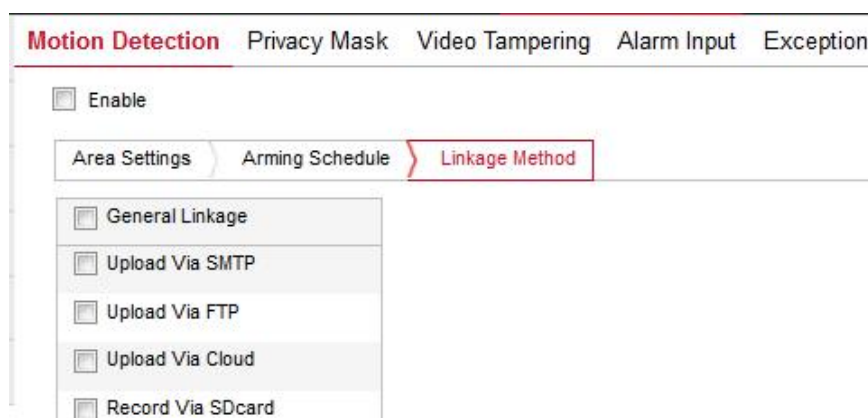 Motion Detection Privacy Mask Video Tampering Alarm Input Exception
Enable
Area Settings Arming Schedule Linkage Method
General Linkage
Upload Via SMTP
Upload Via FTP
Upload Via Cloud
Record Via SDcard